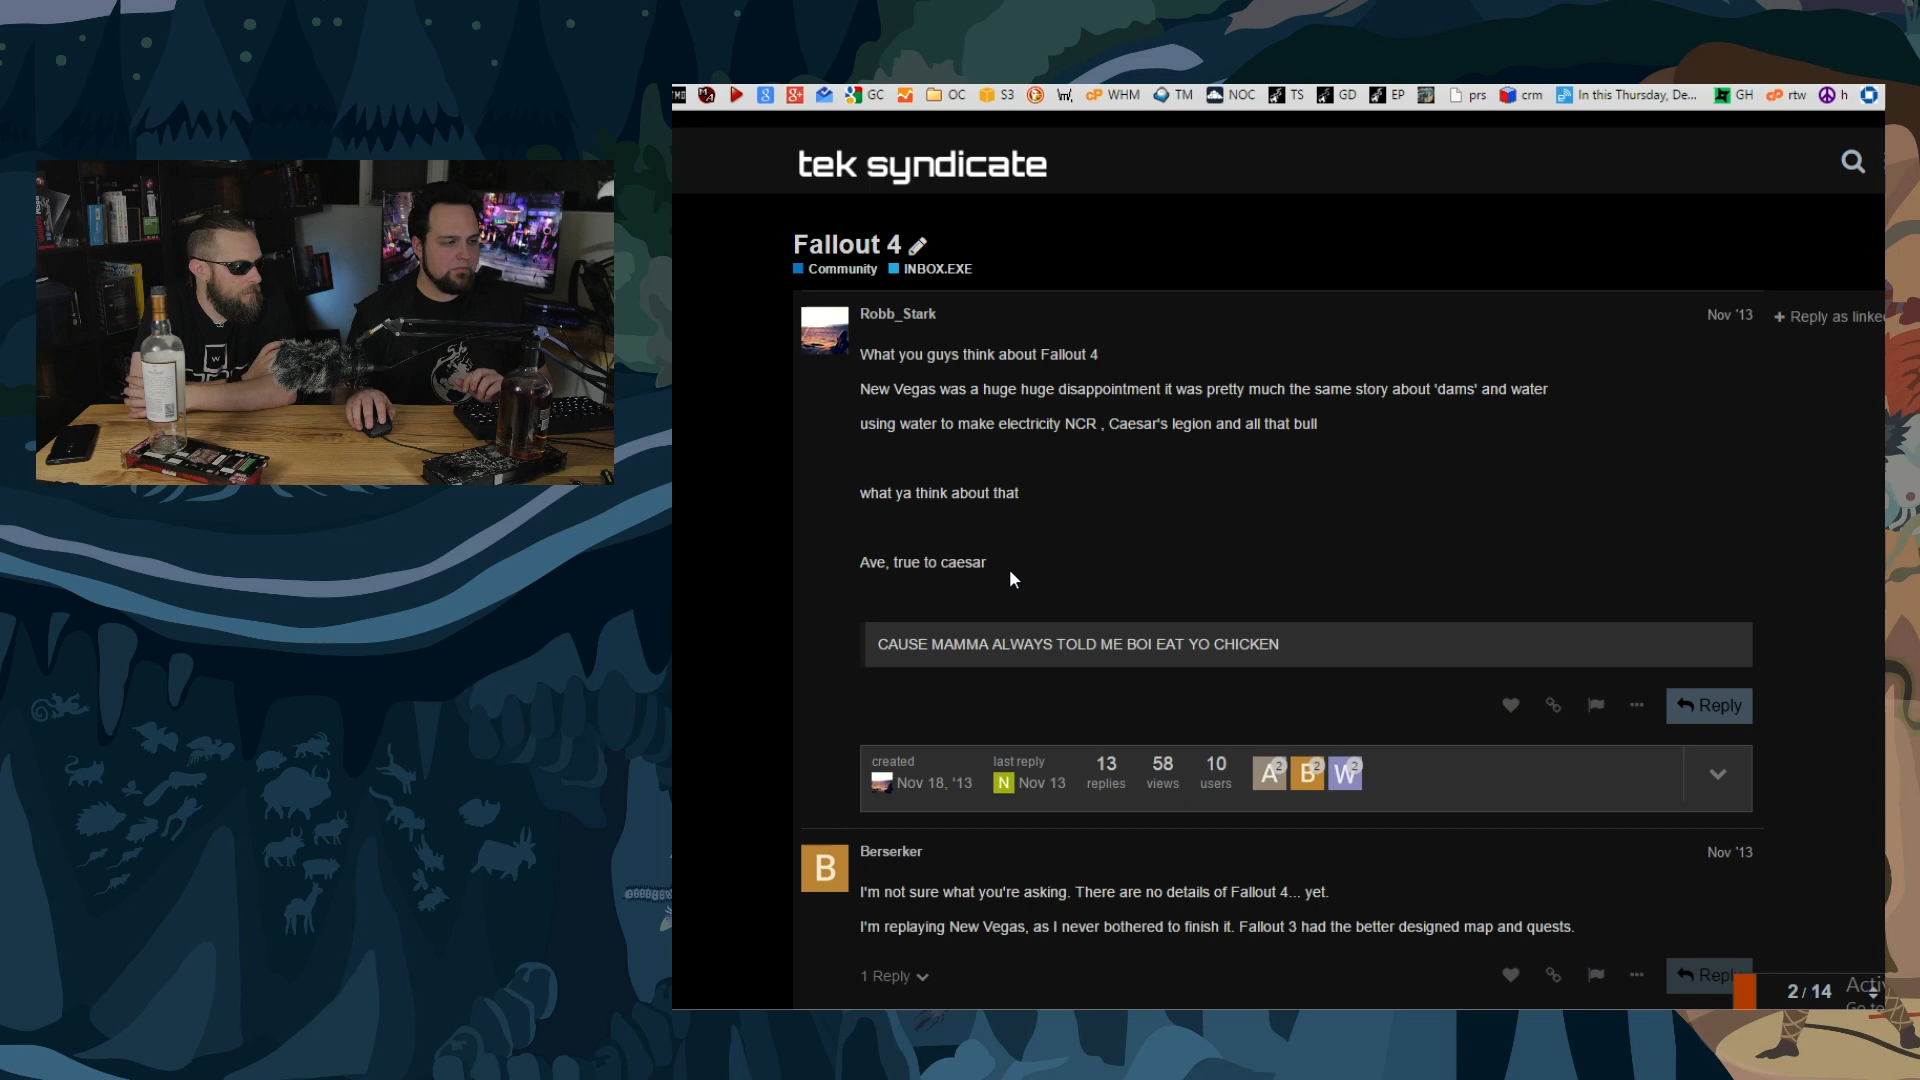 GC OC S3 WHM TM NOC TS GD EP prs crm In this Thursday, De... GH rtw h
tek syndicate
Fallout 4
Community INBOX.EXE
Robb_Stark Nov '13 + Reply as linke
What you guys think about Fallout 4
New Vegas was a huge huge disappointment it was pretty much the same story about 'dams' and water
using water to make electricity NCR , Caesar's legion and all that bull
what ya think about that
Ave, true to caesar
CAUSE MAMMA ALWAYS TOLD ME BOI EAT YO CHICKEN
Reply
created last reply 13 58 10 A 2 B 2 W 2
Nov 18, '13 N Nov 13 replies views users
B Berserker Nov '13
I'm not sure what you're asking. There are no details of Fallout 4... yet.
I'm replaying New Vegas, as I never bothered to finish it. Fallout 3 had the better designed map and quests.
1 Reply Reply
2 / 14